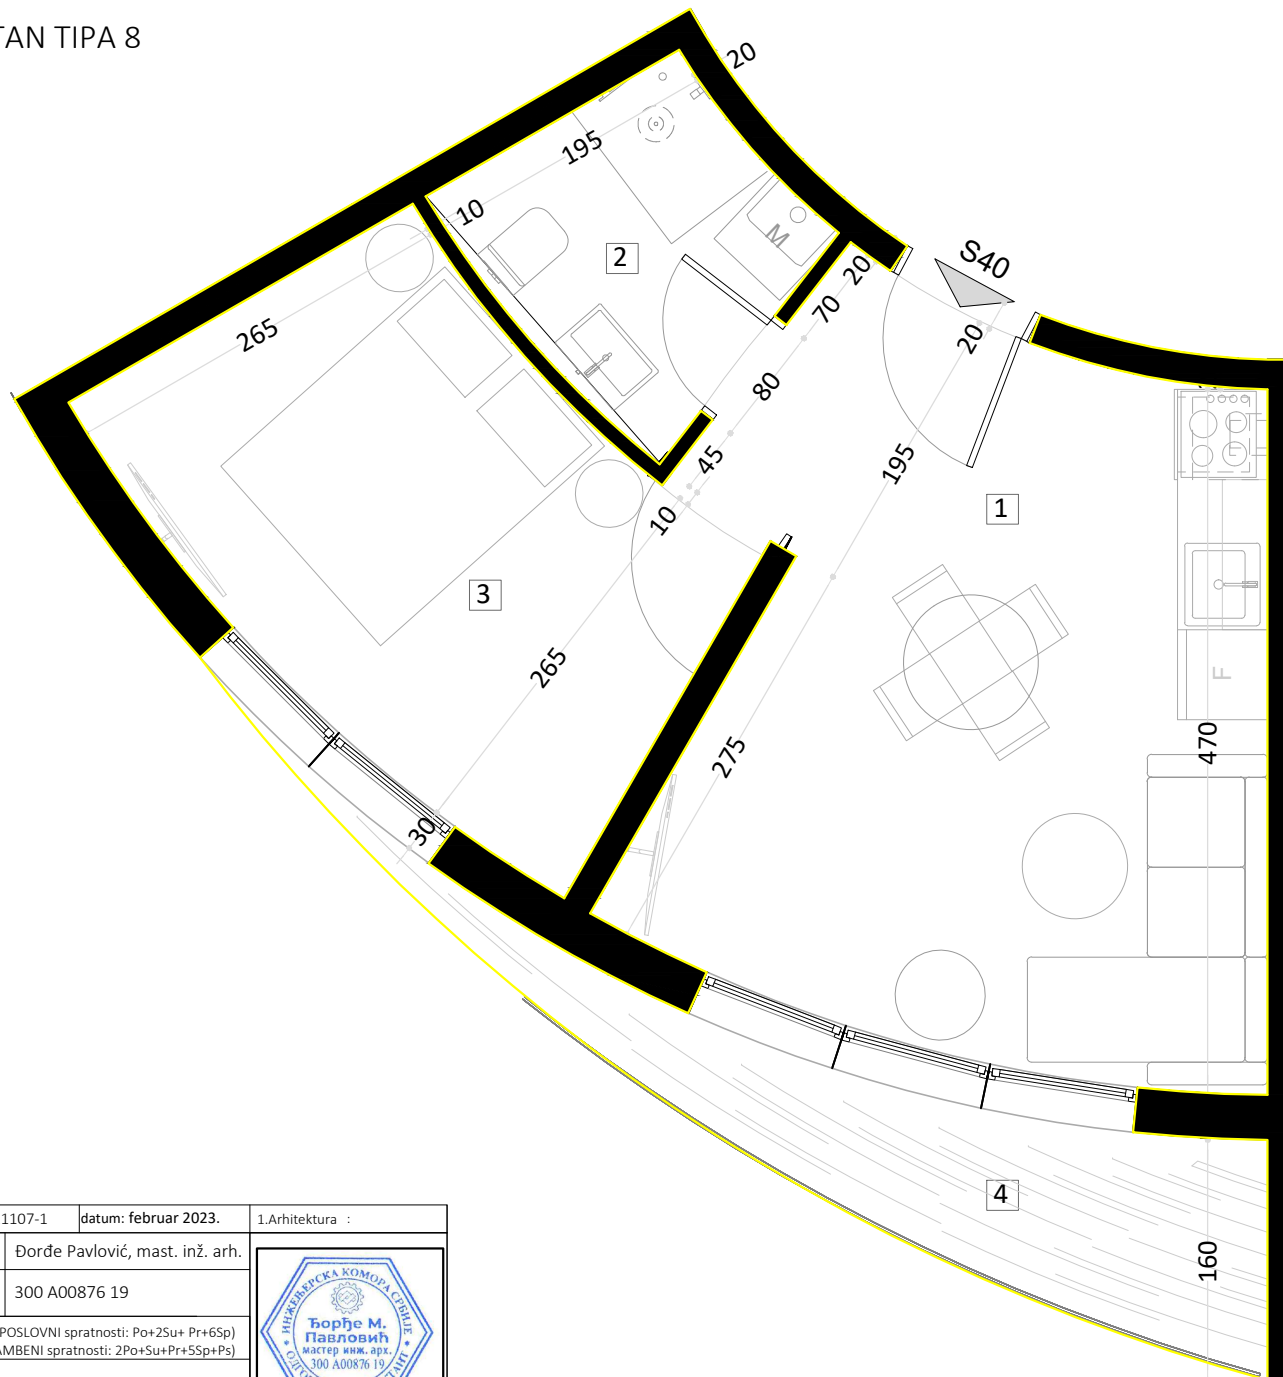 TAN TIPA 8
20
195
10
2
M
S40
20
265
70
20
80
195
45
1
10
3
265
F
275
470
30
4
160
1107-1
datum: februar 2023.
1.Arhitektura :
Đorđe Pavlović, mast. inž. arh.
300 A00876 19
POSLOVNI spratnosti: Po+2Su+ Pr+6Sp)
AMBENI spratnosti: 2Po+Su+Pr+5Sp+Ps)
ИНЖЕЊЕРСКА КОМОРА СРБИЈЕ
Ђорђе М.
Павловић
мастер инж. арх.
300 А00876 19